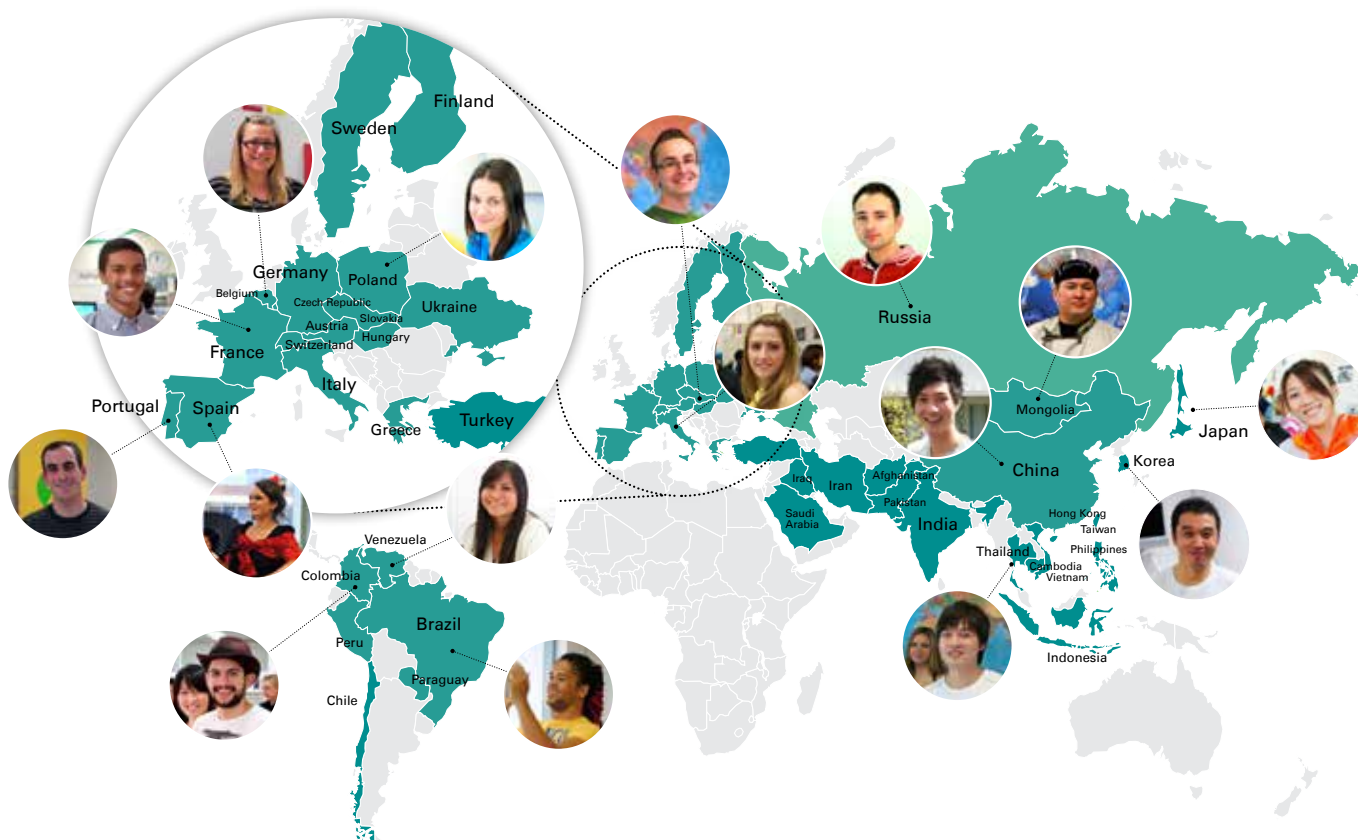 Finland
Sweden
Germany
Poland
Belgium
Czech Republic
Ukraine
Slovakia
Austria
Hungary
Switzerland
France
Italy
Portugal
Spain
Greece
Turkey
Russia
Mongolia
Japan
China
Korea
Afghanistan
Iraq
Iran
Pakistan
Saudi
Arabia
India
Hong Kong
Taiwan
Thailand
Philippines
Cambodia
Vietnam
Indonesia
Venezuela
Colombia
Brazil
Peru
Paraguay
Chile